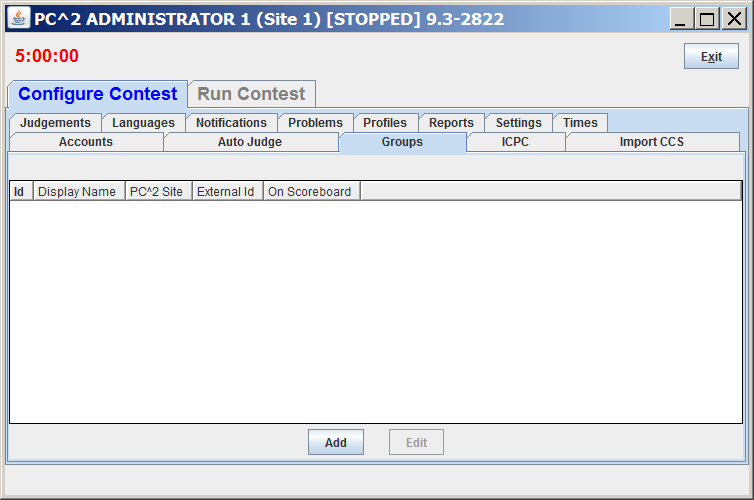 PC^2 ADMINISTRATOR 1 (Site 1) [STOPPED] 9.3-2822
5:00:00
Exit
Configure Contest Run Contest
Judgements Languages Notifications Problems Profiles Reports Settings Times
Accounts Auto Judge Groups ICPC Import CCS
Id Display Name PC^2 Site External Id On Scoreboard
Add Edit